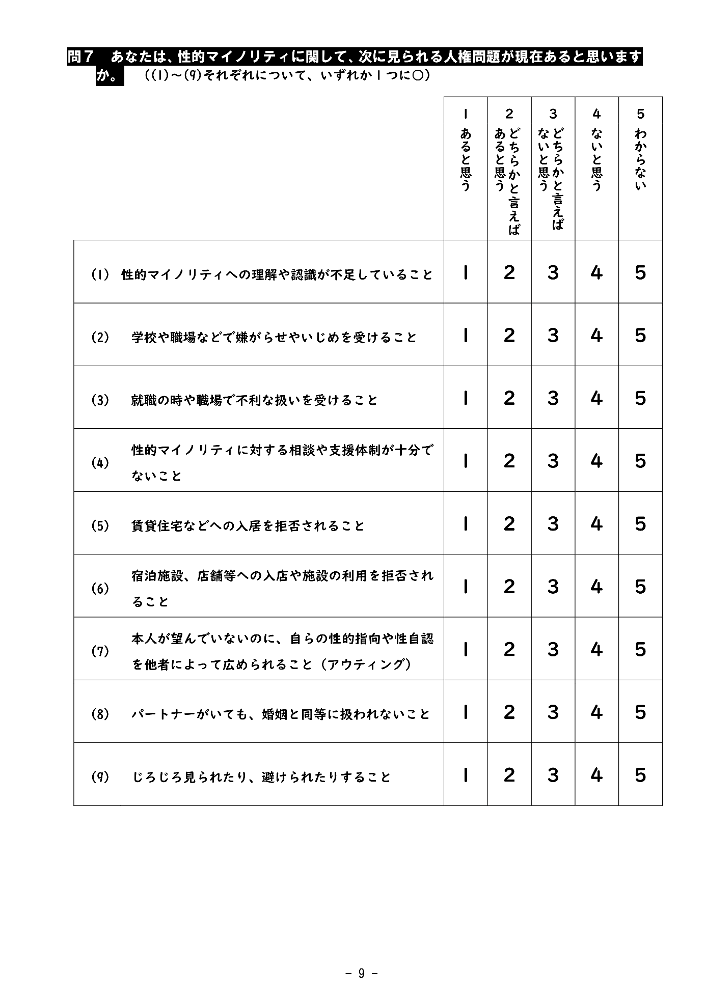 問７　あなたは、性的マイノリティに関して、次に見られる人権問題が現在あると思います
か。　（(1)～(9)それぞれについて、いずれか１つに○）
1 あると思う
2 どちらかと言えば
あると思う
3 どちらかと言えば
ないと思う
4 ないと思う
5 わからない
(1) 性的マイノリティへの理解や認識が不足していること 1 2 3 4 5
(2) 学校や職場などで嫌がらせやいじめを受けること 1 2 3 4 5
(3) 就職の時や職場で不利な扱いを受けること 1 2 3 4 5
(4) 性的マイノリティに対する相談や支援体制が十分で
ないこと 1 2 3 4 5
(5) 賃貸住宅などへの入居を拒否されること 1 2 3 4 5
(6) 宿泊施設、店舗等への入店や施設の利用を拒否され
ること 1 2 3 4 5
(7) 本人が望んでいないのに、自らの性的指向や性自認
を他者によって広められること（アウティング） 1 2 3 4 5
(8) パートナーがいても、婚姻と同等に扱われないこと 1 2 3 4 5
(9) じろじろ見られたり、避けられたりすること 1 2 3 4 5
- 9 -